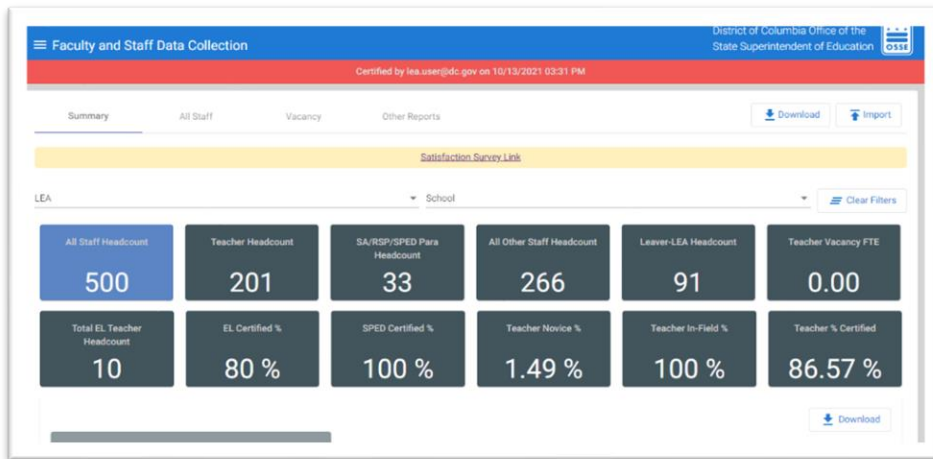 District of Columbia Office of the
State Superintendent of Education
OSSE
Faculty and Staff Data Collection
Certified by lea.user@dc.gov on 10/13/2021 03:31 PM
Summary
All Staff
Vacancy
Other Reports
Download
Import
Satisfaction Survey Link
LEA
School
Clear Filters
All Staff Headcount
500
Teacher Headcount
201
SA/RSP/SPED Para
Headcount
33
All Other Staff Headcount
266
Leaver-LEA Headcount
91
Teacher Vacancy FTE
0.00
Total EL Teacher
Headcount
10
EL Certified %
80 %
SPED Certified %
100 %
Teacher Novice %
1.49 %
Teacher In-Field %
100 %
Teacher % Certified
86.57 %
Download